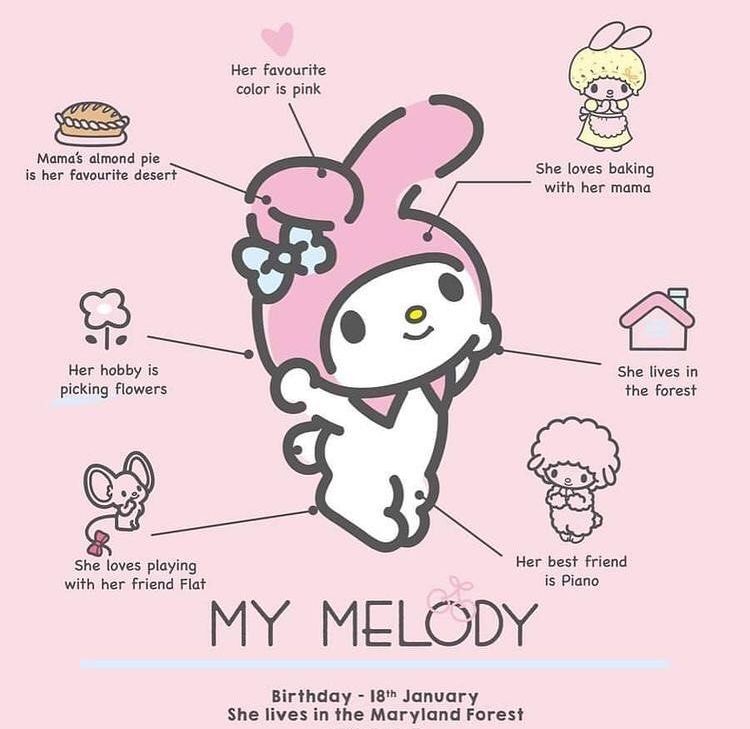 Her favourite
color is pink
Mama's almond pie
is her favourite desert
She loves baking
with her mama
Her hobby is
picking flowers
She lives in
the forest
She loves playing
with her friend Flat
Her best friend
is Piano
MY MELODY
Birthday - 18th January
She lives in the Maryland Forest